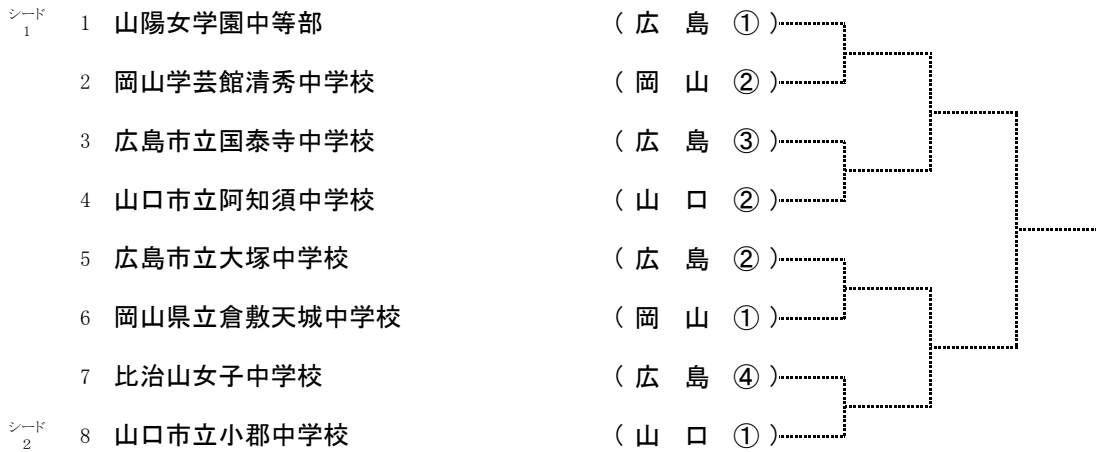 シード1 1 山陽女学園中等部 (広島①)
2 岡山学芸館清秀中学校 (岡山②)
3 広島市立国泰寺中学校 (広島③)
4 山口市立阿知須中学校 (山口②)
5 広島市立大塚中学校 (広島②)
6 岡山県立倉敷天城中学校 (岡山①)
7 比治山女子中学校 (広島④)
シード2 8 山口市立小郡中学校 (山口①)